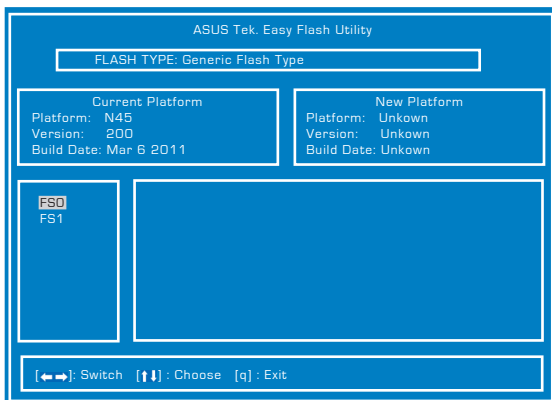 ASUS Tek. Easy Flash Utility
FLASH TYPE: Generic Flash Type
Current Platform
Platform: N45
Version: 200
Build Date: Mar 6 2011
New Platform
Platform: Unkown
Version: Unkown
Build Date: Unkown
FS0
FS1
[←→]: Switch [↑↓] : Choose [q] : Exit